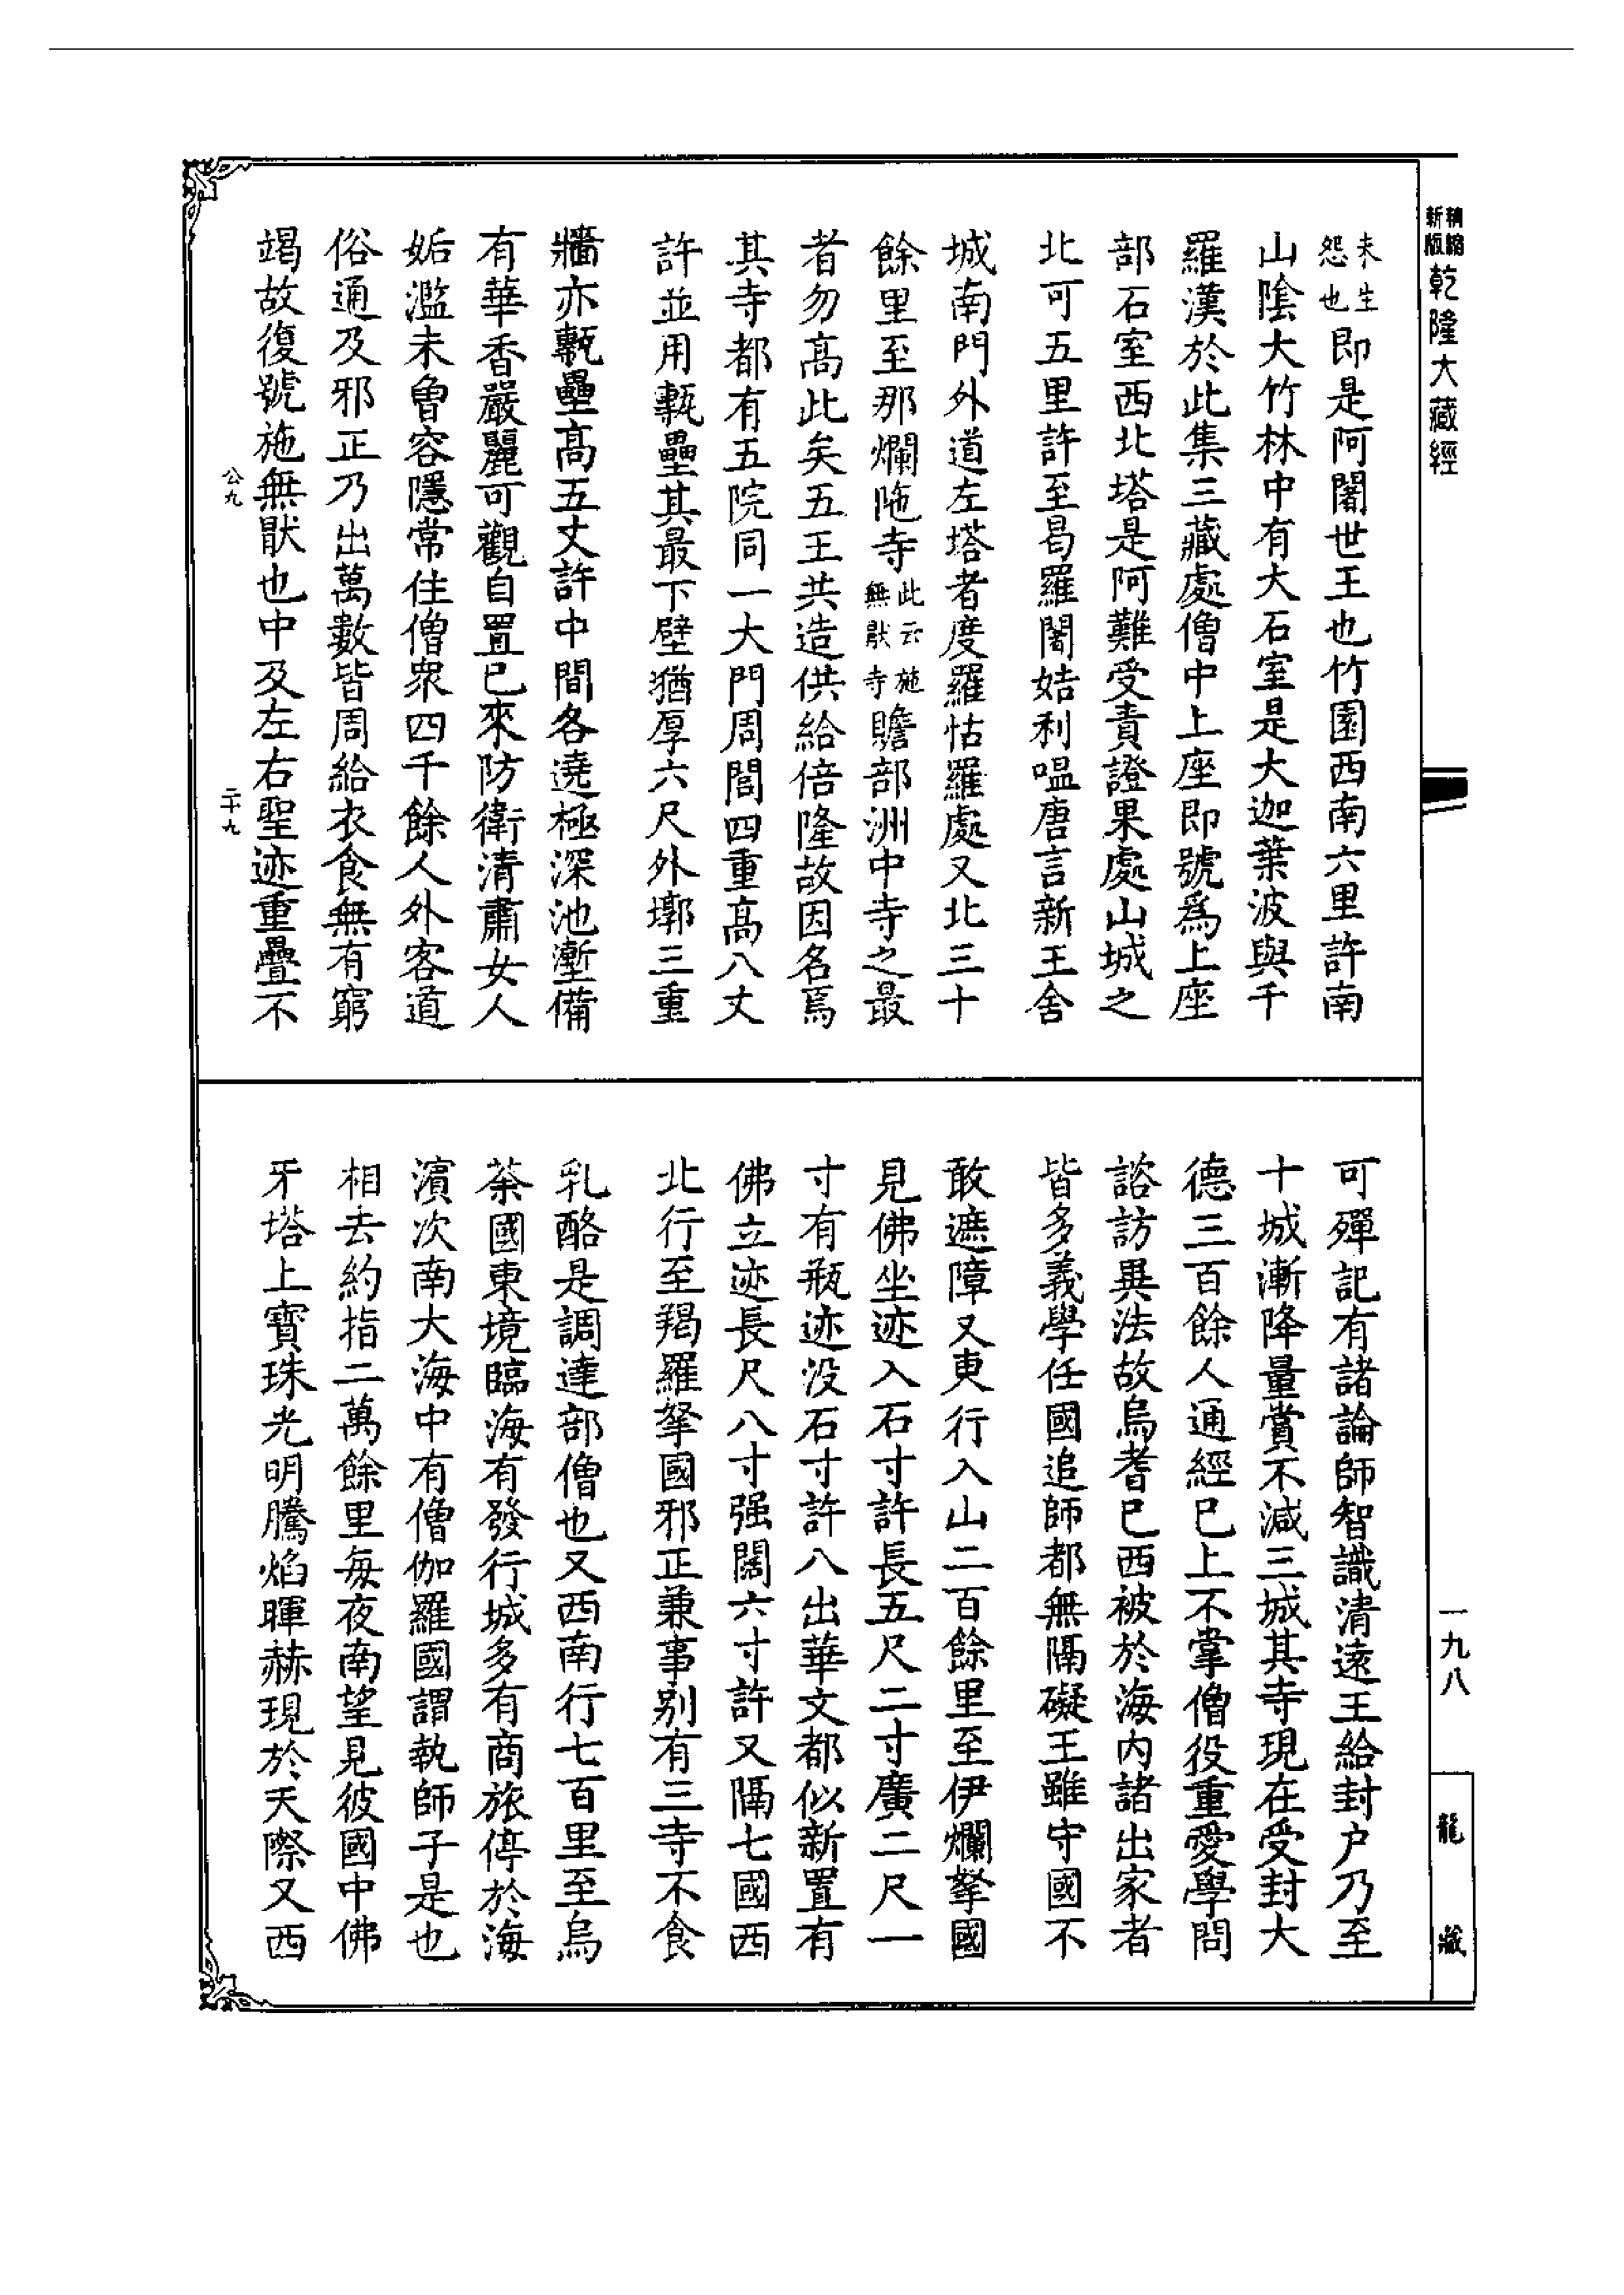 精縮新版乾隆大藏經
未生怨也即是阿闍世王也竹園西南六里許南
山陰大竹林中有大石室是大迦葉波與千
羅漢於此集三藏處僧中上座即號爲上座
部石室西北塔是阿難受責證果處山城之
北可五里許至曷羅闍姞利呬唐言新王舍
城南門外道左塔者度羅怙羅處又北三十
餘里至那爛陁寺此云施無厭寺贍部洲中寺之最
者勿高此矣五王共造供給倍隆故因名焉
其寺都有五院同一大門周閭四重高八丈
許並用甎壘其最下壁猶厚六尺外墎三重
牆亦甎壘高五丈許中間各遶極深池壍備
有華香嚴麗可觀自置已來防衛清肅女人
姤濫未曾容隱常住僧衆四千餘人外客道
俗通及邪正乃出萬數皆周給衣食無有窮
竭故復號施無猒也中及左右聖迹重疊不
公九
二十九
可殫記有諸論師智識清遠王給封户乃至
十城漸降量賞不減三城其寺現在受封大
德三百餘人通經已上不掌僧役重愛學問
諮訪異法故烏耆已西被於海內諸出家者
皆多義學任國追師都無隔礙王雖守國不
敢遮障又東行入山二百餘里至伊爛拏國
見佛坐迹入石寸許長五尺二寸廣二尺一
寸有瓶迹没石寸許八出華文都似新置有
佛立迹長尺八寸强闊六寸許又隔七國西
北行至羯羅拏國邪正兼事别有三寺不食
乳酪是調達部僧也又西南行七百里至烏
荼國東境臨海有發行城多有商旅停於海
濱次南大海中有僧伽羅國謂執師子是也
相去約指二萬餘里每夜南望見彼國中佛
牙塔上寶珠光明騰焰暉赫現於天際又西
一九八
龍藏